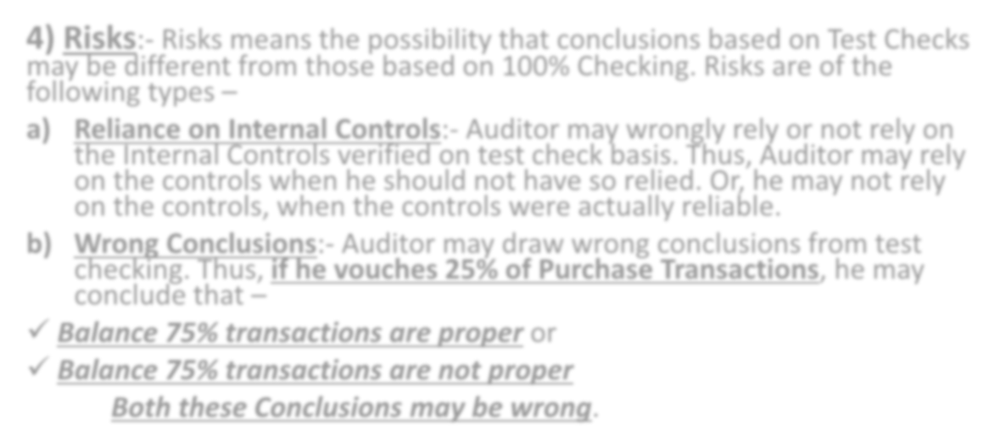 4) Risks:- Risks means the possibility that conclusions based on Test Checks
may be different from those based on 100% Checking. Risks are of the
following types –
a) Reliance on Internal Controls:- Auditor may wrongly rely or not rely on
the Internal Controls verified on test check basis. Thus, Auditor may rely
on the controls when he should not have so relied. Or, he may not rely
on the controls, when the controls were actually reliable.
b) Wrong Conclusions:- Auditor may draw wrong conclusions from test
checking. Thus, if he vouches 25% of Purchase Transactions, he may
conclude that –
✓ Balance 75% transactions are proper or
✓ Balance 75% transactions are not proper
Both these Conclusions may be wrong.